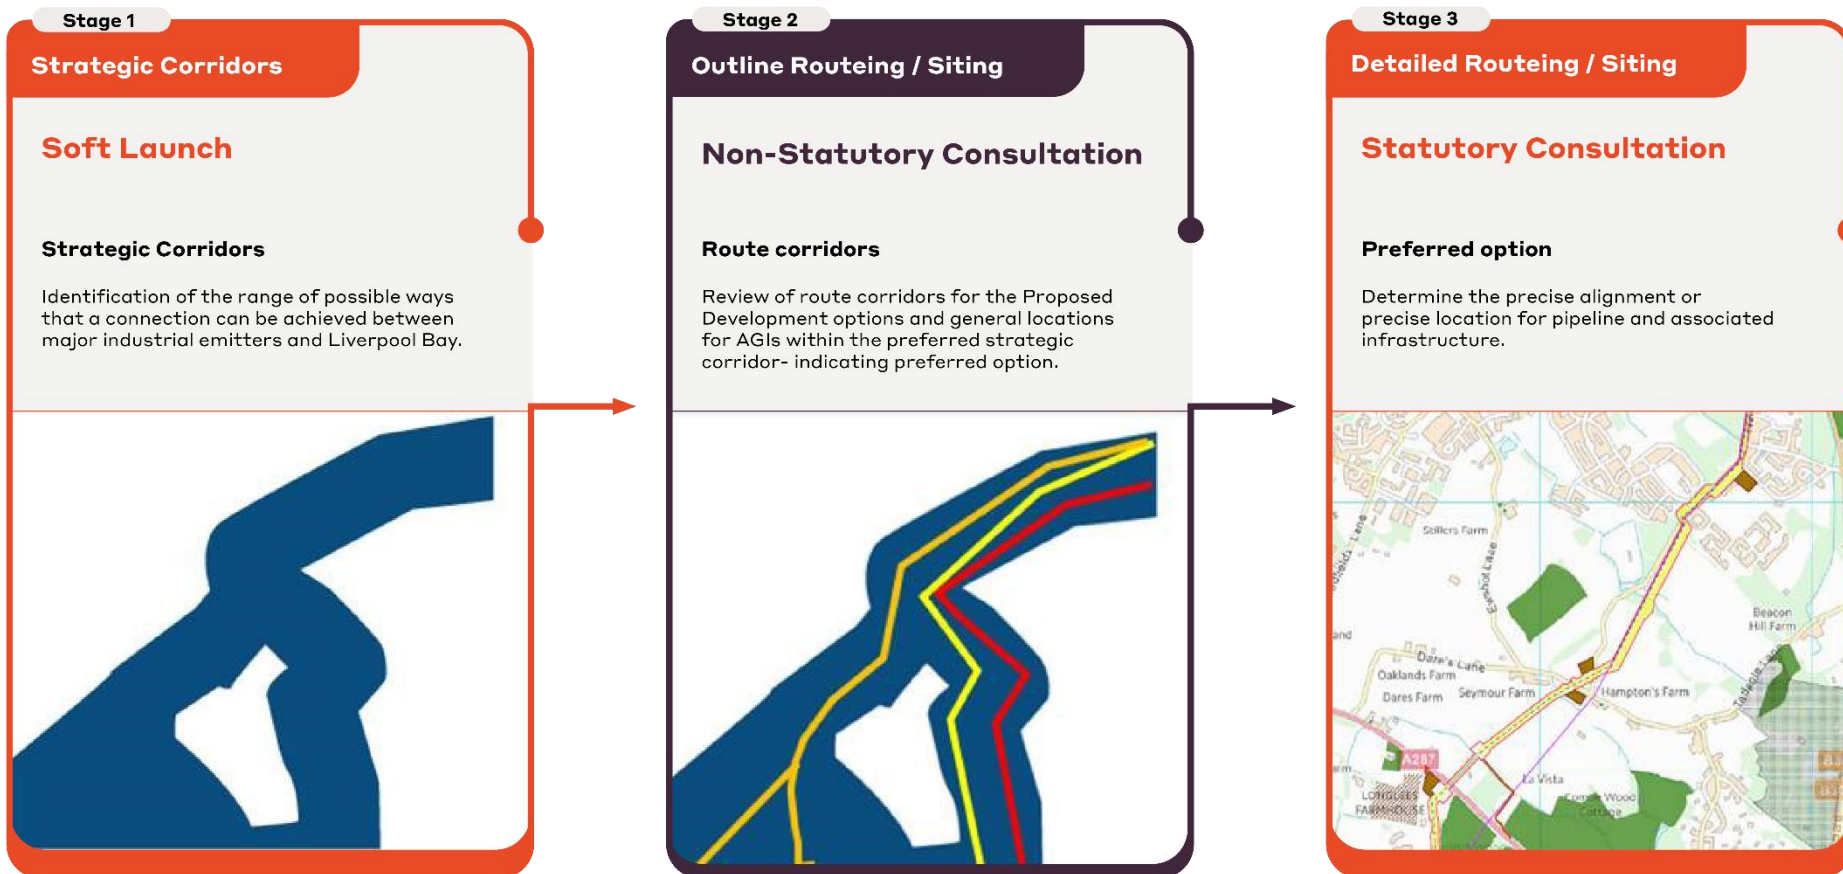 Stage 1
Strategic Corridors
Soft Launch
Strategic Corridors
Identification of the range of possible ways
that a connection can be achieved between
major industrial emitters and Liverpool Bay.
Stage 2
Outline Routeing / Siting
Non-Statutory Consultation
Route corridors
Review of route corridors for the Proposed
Development options and general locations
for AGIs within the preferred strategic
corridor- indicating preferred option.
Stage 3
Detailed Routeing / Siting
Statutory Consultation
Preferred option
Determine the precise alignment or
precise location for pipeline and associated
infrastructure.
Stillers Farm
Lane
Ewshot Lane
Beacon
Hill Farm
Dare's Lane
Oaklands Farm
Dares Farm
Seymour Farm
Hampton's Farm
A287
La Vista
Wood
Cottage
FARMHOUSE